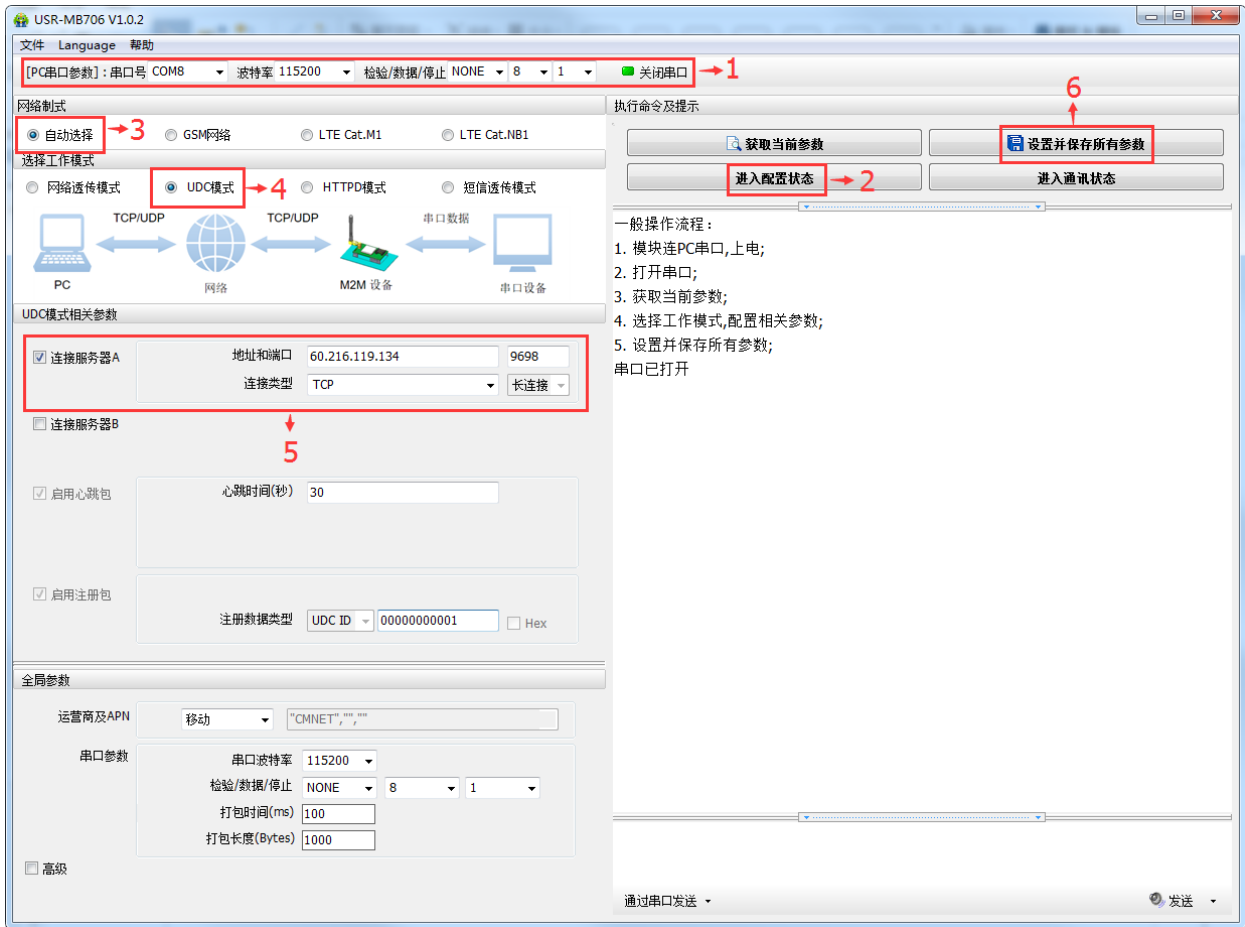 USR-MB706 V1.0.2
文件 Language 帮助
[PC串口参数]：串口号 COM8 波特率 115200 检验/数据/停止 NONE 8 1 关闭串口 1
网络制式
自动选择 3 GSM网络 LTE Cat.M1 LTE Cat.NB1
选择工作模式
网络透传模式 UDC模式 4 HTTPD模式 短信透传模式
TCP/UDP TCP/UDP 串口数据
PC 网络 M2M 设备 串口设备
UDC模式相关参数
连接服务器A 地址和端口 60.216.119.134 9698
连接类型 TCP 长连接
连接服务器B
5
启用心跳包 心跳时间(秒) 30
启用注册包
注册数据类型 UDC ID 00000000001 Hex
全局参数
运营商及APN 移动 "CMNET","",""
串口参数 串口波特率 115200
检验/数据/停止 NONE 8 1
打包时间(ms) 100
打包长度(Bytes) 1000
高级
6
执行命令及提示
获取当前参数 设置并保存所有参数
进入配置状态 2 进入通讯状态
一般操作流程：
1. 模块连PC串口,上电;
2. 打开串口;
3. 获取当前参数;
4. 选择工作模式,配置相关参数;
5. 设置并保存所有参数;
串口已打开
通过串口发送 发送